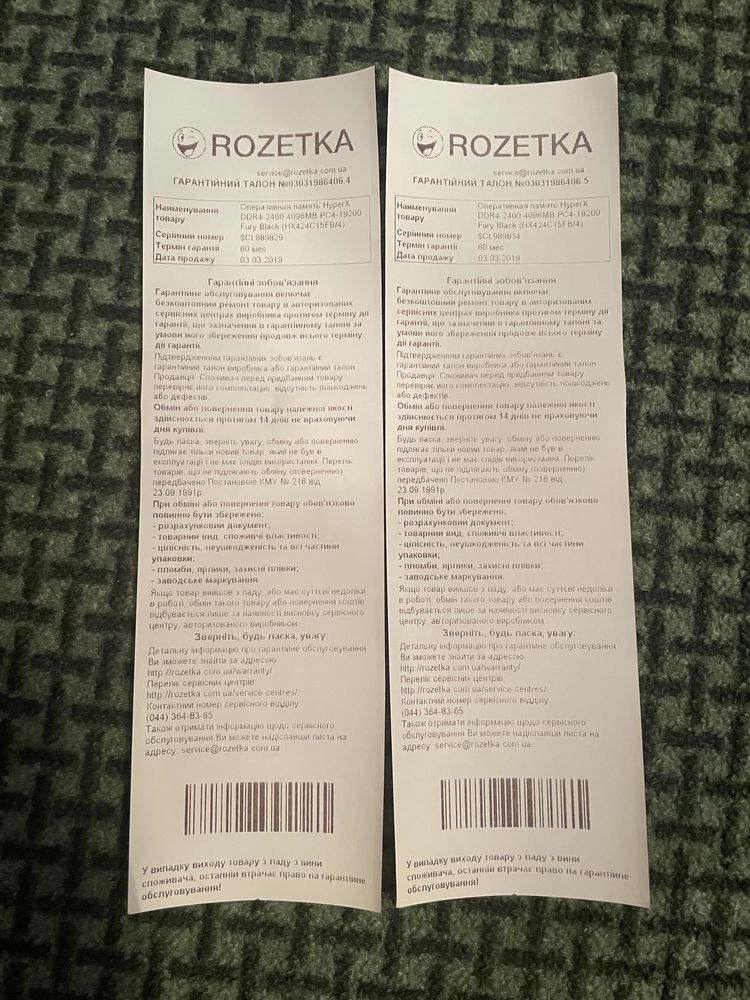 ROZETKA
service@rozetka.com.ua
ГАРАНТІЙНИЙ ТАЛОН №03031986406.4
Наименування товару
Оперативная память HyperX
DDR4-2400 4096MB PC4-19200
Fury Black (HX424C15FB/4)
Серійний номер SCL989829
Термін гарантії 60 мес
Дата продажу 03.03.2019
Гарантійні зобов'язання
Гарантійне обслуговування включає
безкоштовний ремонт товару в авторизованих
сервісних центрах виробника протягом терміну дії
гарантії, що зазначений в гарантійному талоні за
умови його збереження продовж всього терміну
дії гарантії.
Підтвердженням гарантійних зобов'язань є
гарантійний талон виробника або гарантійний талон
Продавця. Споживач перед придбанням товару
перевіряє його комплектацію, відсутність пошкоджень
або дефектів.
Обмін або повернення товару належної якості
здійснюється протягом 14 днів не враховуючи
дня купівлі.
Будь ласка, зверніть увагу, обміну або поверненню
підлягає тільки новий товар, який не був в
експлуатації і не має слідів використання. Перелік
товарів, що не підлягають обміну (поверненню)
передбачено Постановою КМУ № 216 від
23.09.1991р.
При обміні або поверненні товару обов'язково
повинно бути збережено:
- розрахунковий документ;
- товарний вид, споживчі властивості;
- цілісність, неушкодженість та всі частини
упаковки;
- пломби, ярлики, захисні плівки;
- заводське маркування.
Якщо товар вийшов з ладу, або має суттєві недоліки
в роботі, обмін такого товару або повернення коштів
відбувається лише за наявності висновку сервісного
центру, авторизованого виробником.
Зверніть, будь ласка, увагу:
Детальну інформацію про гарантійне обслуговування
Ви зможете знайти за адресою
http://rozetka.com.ua/warranty/
Перелік сервісних центрів
http://rozetka.com.ua/service-centres/
Контактний номер сервісного відділу
(044) 364-83-65
Також отримати інформацію щодо сервісного
обслуговування Ви можете надіславши листа на
адресу: service@rozetka.com.ua
У випадку виходу товару з ладу з вини
споживача, останній втрачає право на гарантійне
обслуговування!
ROZETKA
service@rozetka.com.ua
ГАРАНТІЙНИЙ ТАЛОН №03031986406.5
Наименування товару
Оперативная память HyperX
DDR4-2400 4096MB PC4-19200
Fury Black (HX424C15FB/4)
Серійний номер SCL989834
Термін гарантії 60 мес
Дата продажу 03.03.2019
Гарантійні зобов'язання
Гарантійне обслуговування включає
безкоштовний ремонт товару в авторизованих
сервісних центрах виробника протягом терміну дії
гарантії, що зазначений в гарантійному талоні за
умови його збереження продовж всього терміну
дії гарантії.
Підтвердженням гарантійних зобов'язань є
гарантійний талон виробника або гарантійний талон
Продавця. Споживач перед придбанням товару
перевіряє його комплектацію, відсутність пошкоджень
або дефектів.
Обмін або повернення товару належної якості
здійснюється протягом 14 днів не враховуючи
дня купівлі.
Будь ласка, зверніть увагу, обміну або поверненню
підлягає тільки новий товар, який не був в
експлуатації і не має слідів використання. Перелік
товарів, що не підлягають обміну (поверненню)
передбачено Постановою КМУ № 216 від
23.09.1991р.
При обміні або поверненні товару обов'язково
повинно бути збережено:
- розрахунковий документ;
- товарний вид, споживчі властивості;
- цілісність, неушкодженість та всі частини
упаковки;
- пломби, ярлики, захисні плівки;
- заводське маркування.
Якщо товар вийшов з ладу, або має суттєві недоліки
в роботі, обмін такого товару або повернення коштів
відбувається лише за наявності висновку сервісного
центру, авторизованого виробником.
Зверніть, будь ласка, увагу:
Детальну інформацію про гарантійне обслуговування
Ви зможете знайти за адресою
http://rozetka.com.ua/warranty/
Перелік сервісних центрів
http://rozetka.com.ua/service-centres/
Контактний номер сервісного відділу
(044) 364-83-65
Також отримати інформацію щодо сервісного
обслуговування Ви можете надіславши листа на
адресу: service@rozetka.com.ua
У випадку виходу товару з ладу з вини
споживача, останній втрачає право на гарантійне
обслуговування!